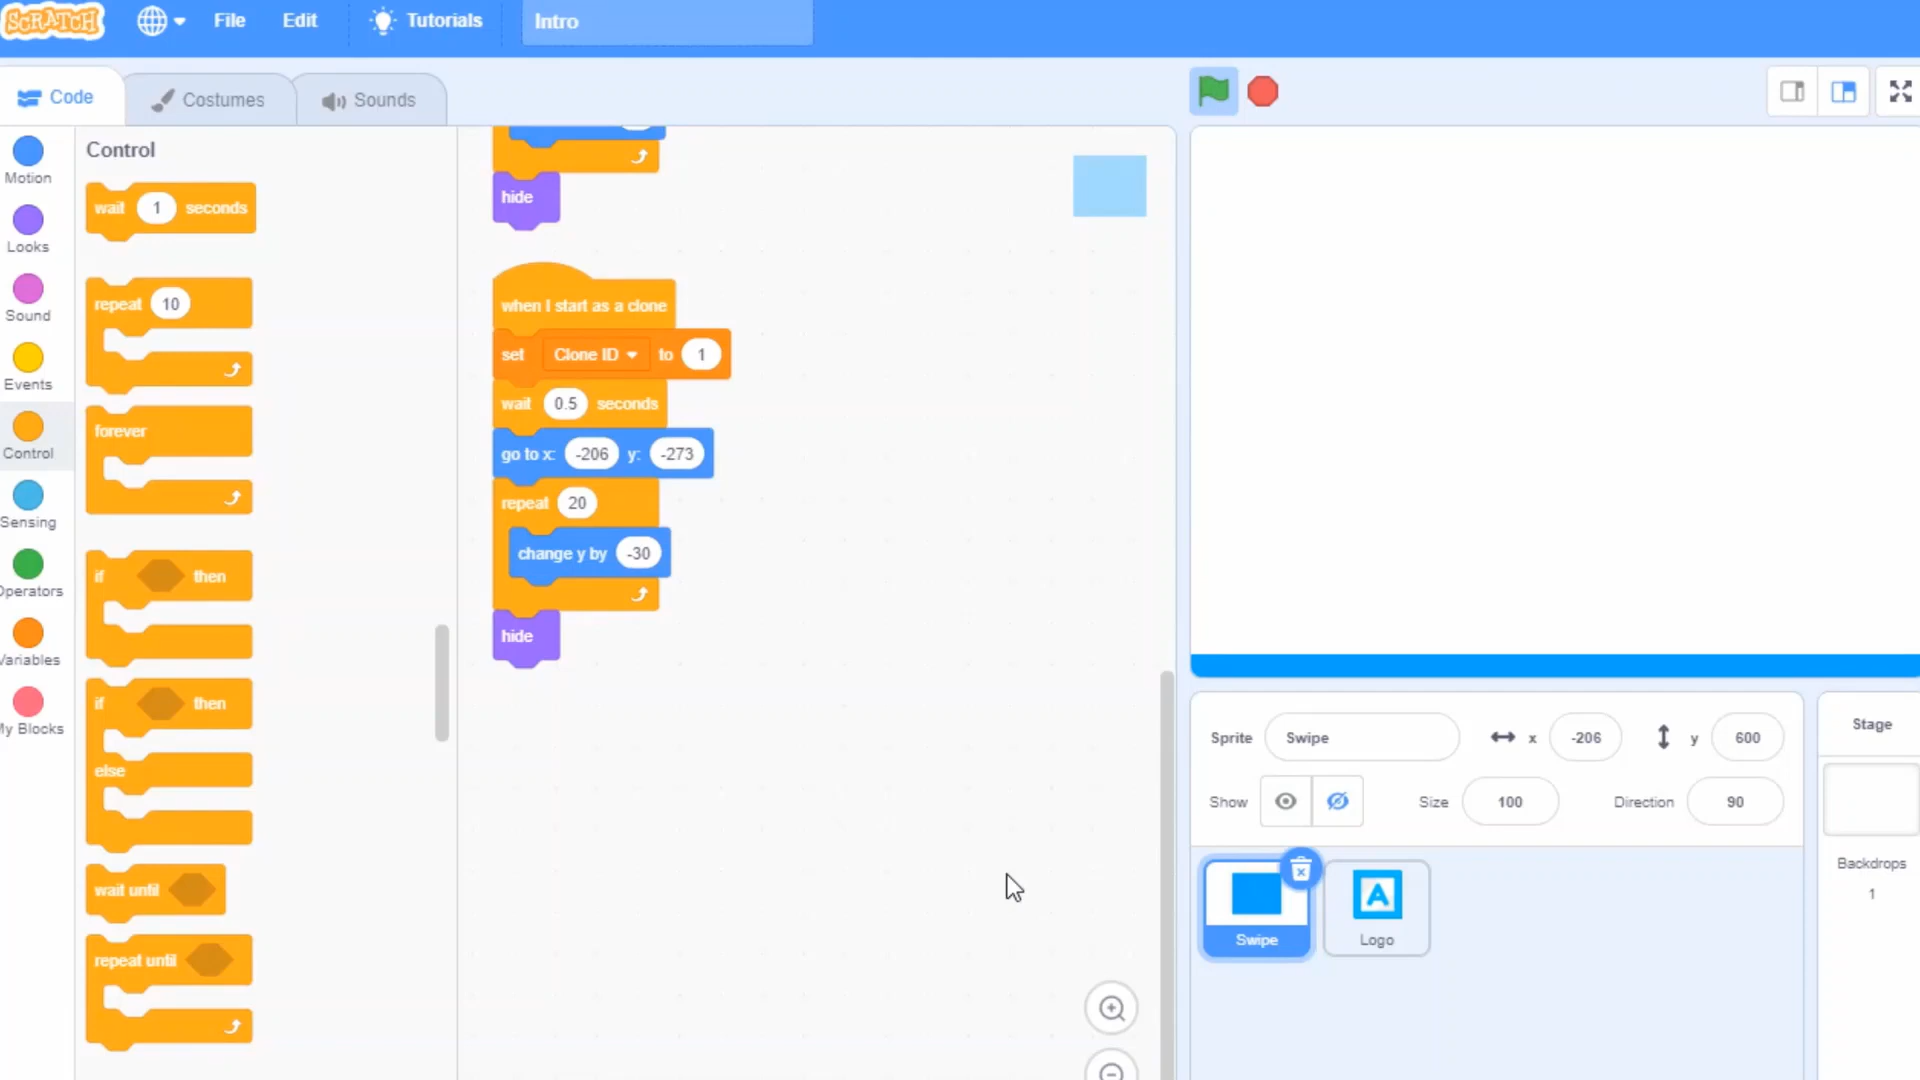 SCRATCH File Edit Tutorials Intro
Code Costumes Sounds
Motion
Looks
Sound
Events
Control
Sensing
Operators
Variables
My Blocks
Control
wait 1 seconds
repeat 10
forever
if then
if then
else
wait until
repeat until
hide
when I start as a clone
set Clone ID to 1
wait 0.5 seconds
go to x: -206 y: -273
repeat 20
change y by -30
hide
Sprite Swipe x -206 y 600
Show Size 100 Direction 90
Swipe
A
Logo
Stage
Backdrops
1